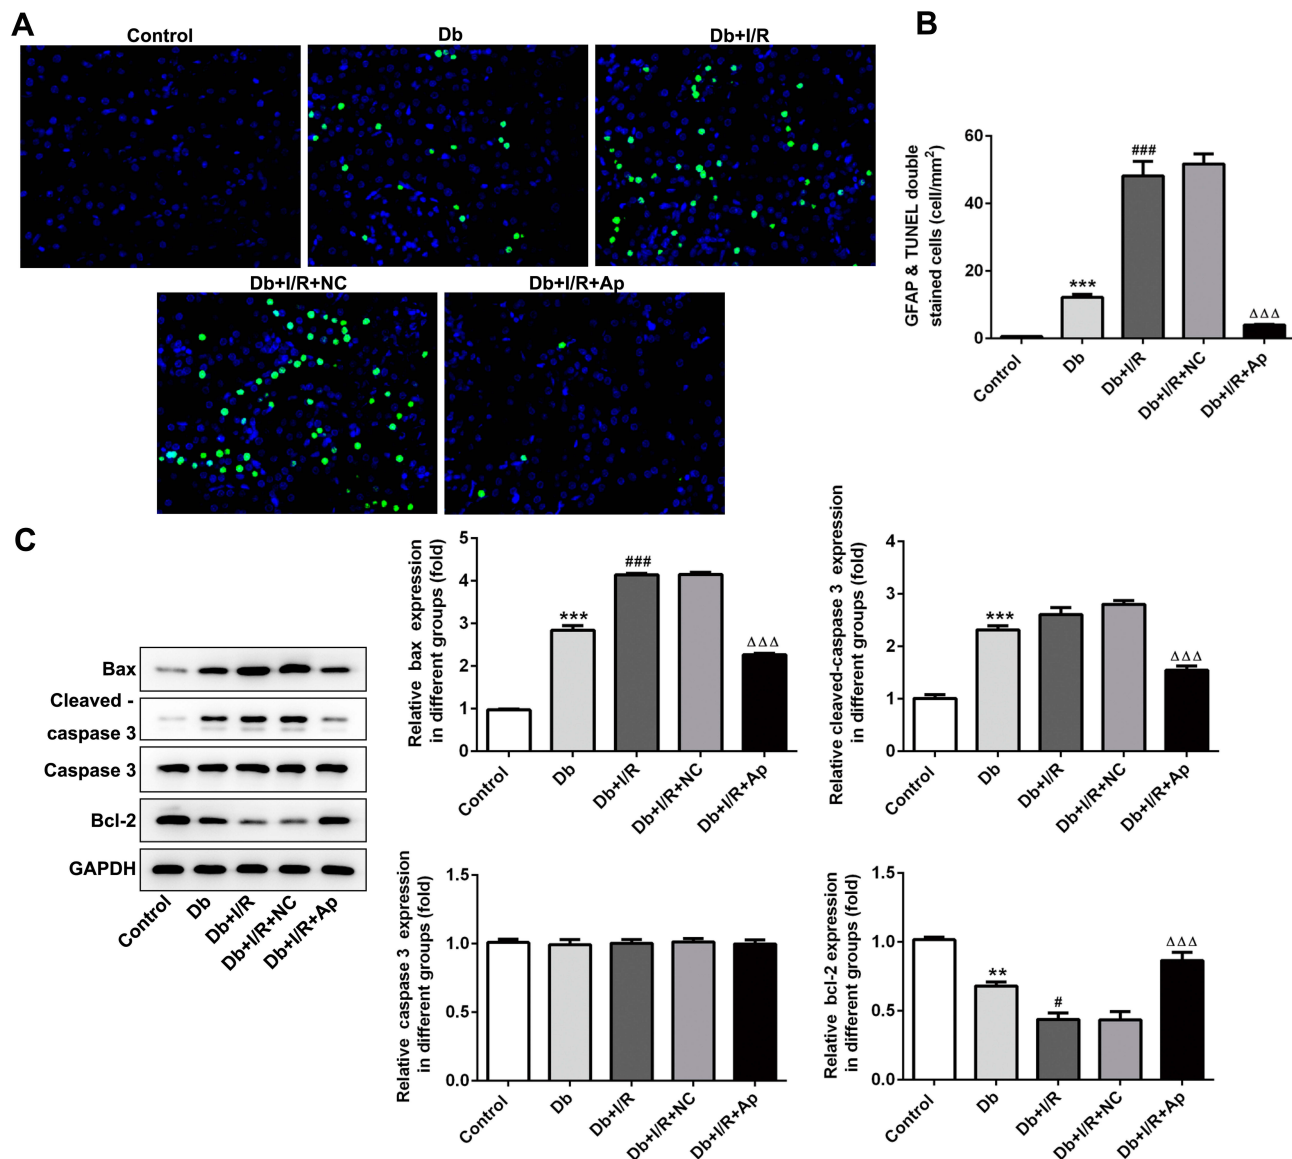 A
Control
Db
Db+I/R
Db+I/R+NC
Db+I/R+Ap
B
GFAP & TUNEL double
stained cells (cell/mm²)
60
40
20
0
###
***
ΔΔΔ
Control
Db
Db+I/R
Db+I/R+NC
Db+I/R+Ap
C
Bax
Cleaved -
caspase 3
Caspase 3
Bcl-2
GAPDH
Control
Db
Db+I/R
Db+I/R+NC
Db+I/R+Ap
Relative bax expression
in different groups (fold)
5
4
3
2
1
0
***
###
ΔΔΔ
Control
Db
Db+I/R
Db+I/R+NC
Db+I/R+Ap
Relative cleaved-caspase 3 expression
in different groups (fold)
4
3
2
1
0
***
ΔΔΔ
Control
Db
Db+I/R
Db+I/R+NC
Db+I/R+Ap
Relative caspase 3 expression
in different groups (fold)
1.5
1.0
0.5
0.0
Control
Db
Db+I/R
Db+I/R+NC
Db+I/R+Ap
Relative bcl-2 expression
in different groups (fold)
1.5
1.0
0.5
0.0
**
#
ΔΔΔ
Control
Db
Db+I/R
Db+I/R+NC
Db+I/R+Ap